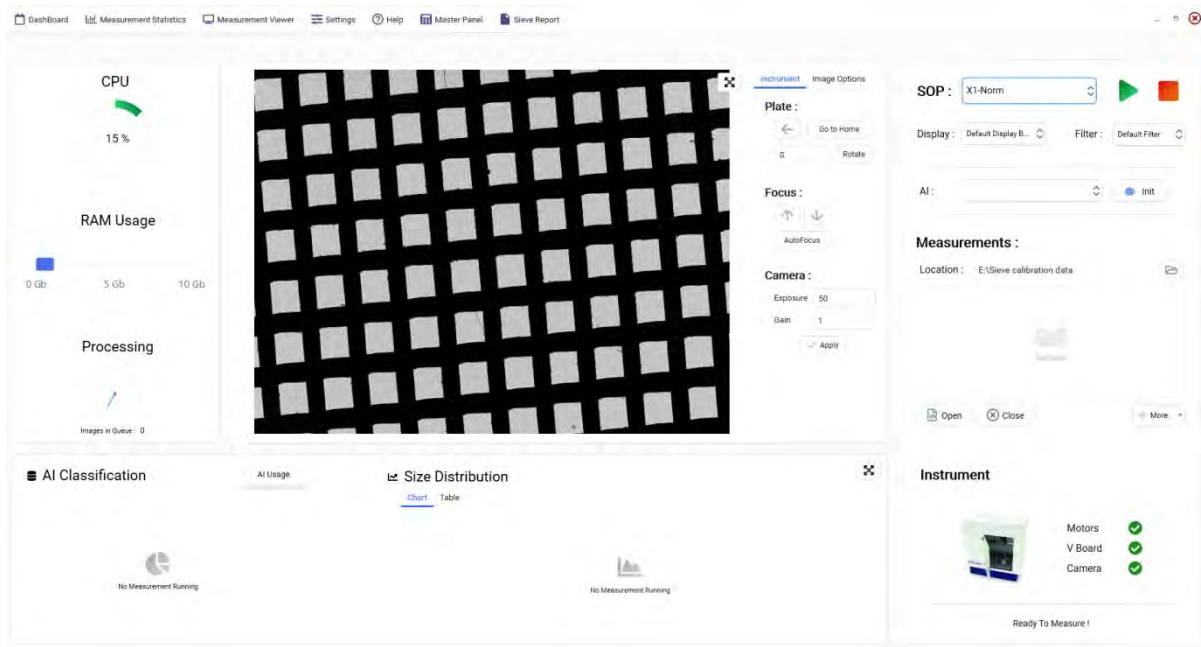 DashBoard Measurement Statistics Measurement Viewer Settings Help Master Panel Sieve Report
CPU
15 %
RAM Usage
0 Gb 5 Gb 10 Gb
Processing
Images in Queue : 0
Instrument Image Options
Plate :
Go to Home
Rotate
Focus :
AutoFocus
Camera :
Exposure 50
Gain 1
Apply
SOP : X1-Norm
Display : Default Display B... Filter : Default Filter
AI : Init
Measurements :
Location : E:\Sieve calibration data
Open Close More
AI Classification AI Usage
No Measurement Running
Size Distribution
Chart Table
No Measurement Running
Instrument
Motors
V Board
Camera
Ready To Measure !